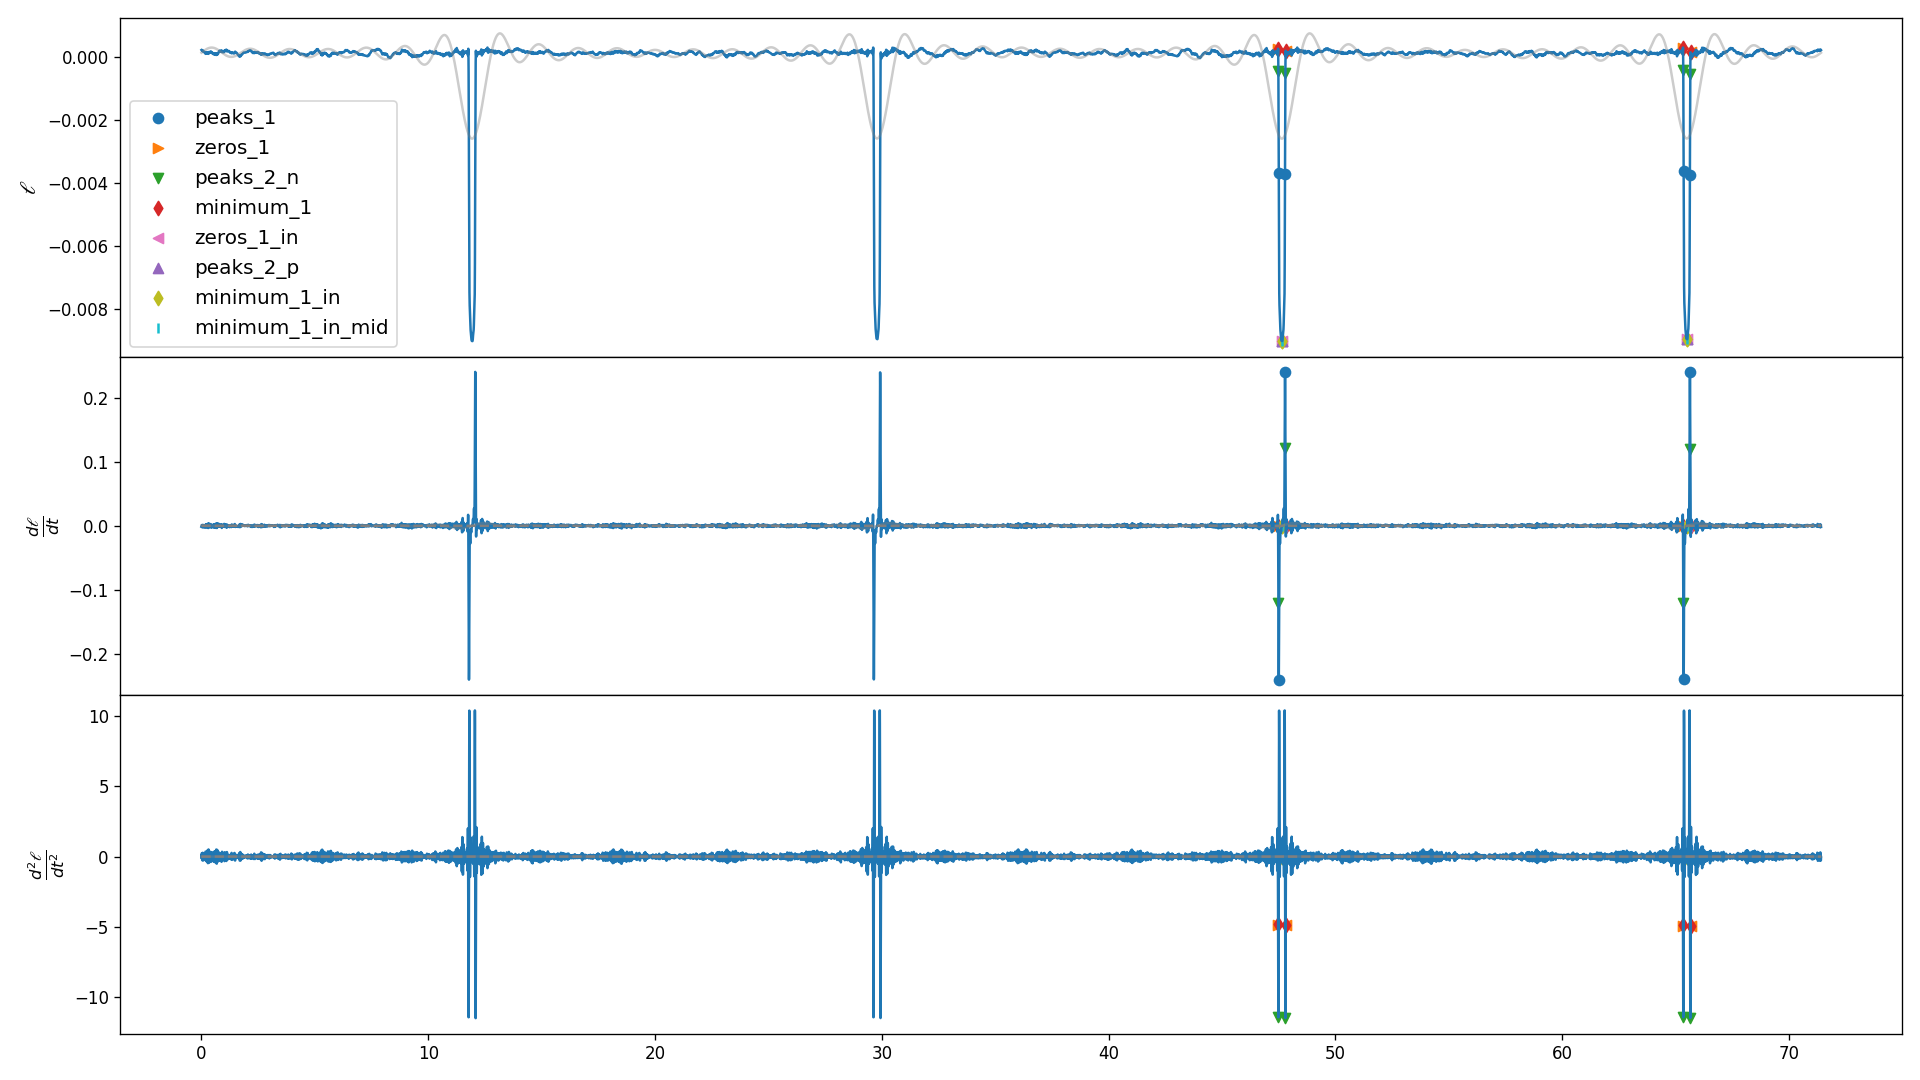 0.000
−0.002
−0.004
−0.006
−0.008
ℓ
peaks_1
zeros_1
peaks_2_n
minimum_1
zeros_1_in
peaks_2_p
minimum_1_in
minimum_1_in_mid
0.2
0.1
0.0
−0.1
−0.2
dℓ
dt
10
5
0
−5
−10
d²ℓ
dt²
0 10 20 30 40 50 60 70